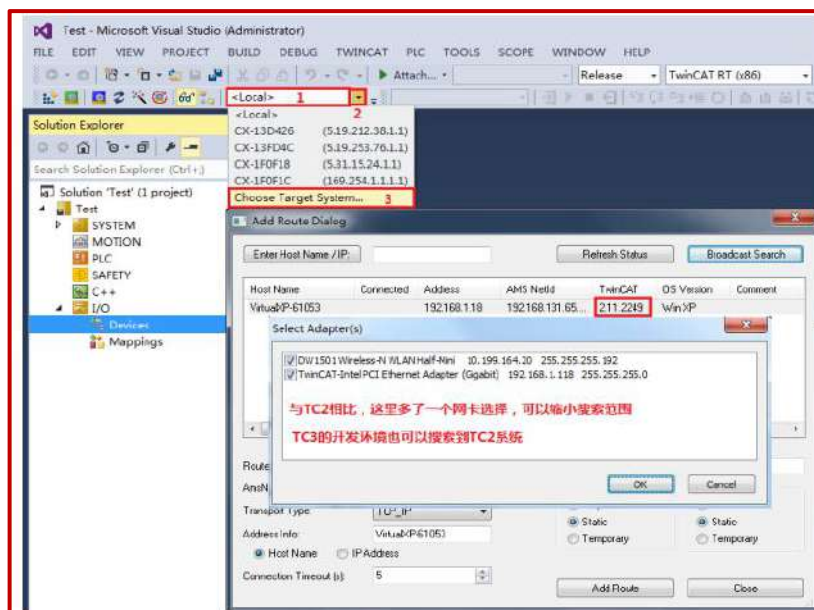 Test - Microsoft Visual Studio (Administrator)
FILE EDIT VIEW PROJECT BUILD DEBUG TWINCAT PLC TOOLS SCOPE WINDOW HELP
Attach... Release TwinCAT RT (x86)
<Local> 1
2
Solution Explorer
<Local>
CX-13D426 (5.19.212.38.1.1)
CX-13FD4C (5.19.253.76.1.1)
CX-1F0F18 (5.31.15.24.1.1)
CX-1F0F1C (169.254.1.1.1.1)
Choose Target System... 3
Search Solution Explorer (Ctrl+;)
Solution 'Test' (1 project)
Test
SYSTEM
MOTION
PLC
SAFETY
C++
I/O
Devices
Mappings
Add Route Dialog
Enter Host Name / IP: Refresh Status Broadcast Search
Host Name Connected Address AMS NetId TwinCAT OS Version Comment
VirtualXP-61053 192.168.1.18 192.168.131.65... 2.11.2249 Win XP
Select Adapter(s)
DW1501 Wireless-N WLAN Half-Mini 10.199.164.20 255.255.255.192
TwinCAT-Intel PCI Ethernet Adapter (Gigabit) 192.168.1.118 255.255.255.0
与TC2相比，这里多了一个网卡选择，可以缩小搜索范围
TC3的开发环境也可以搜索到TC2系统
OK Cancel
Route
AmsN
Transport Type: TCP_IP
Address Info: VirtualXP-61053
Host Name IP Address
Connection Timeout (s): 5
Static
Temporary
Static
Temporary
Add Route Close